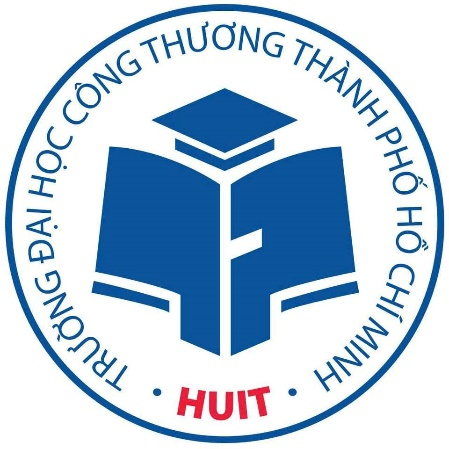 TRƯỜNG ĐẠI HỌC CÔNG THƯƠNG THÀNH PHỐ HỒ CHÍ MINH
HUIT